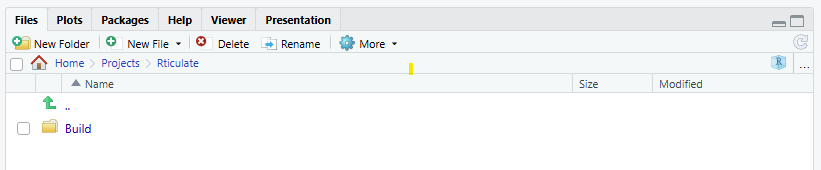 Files Plots Packages Help Viewer Presentation
New Folder New File Delete Rename More
Home Projects Rticulate R ...
Name Size Modified
..
Build